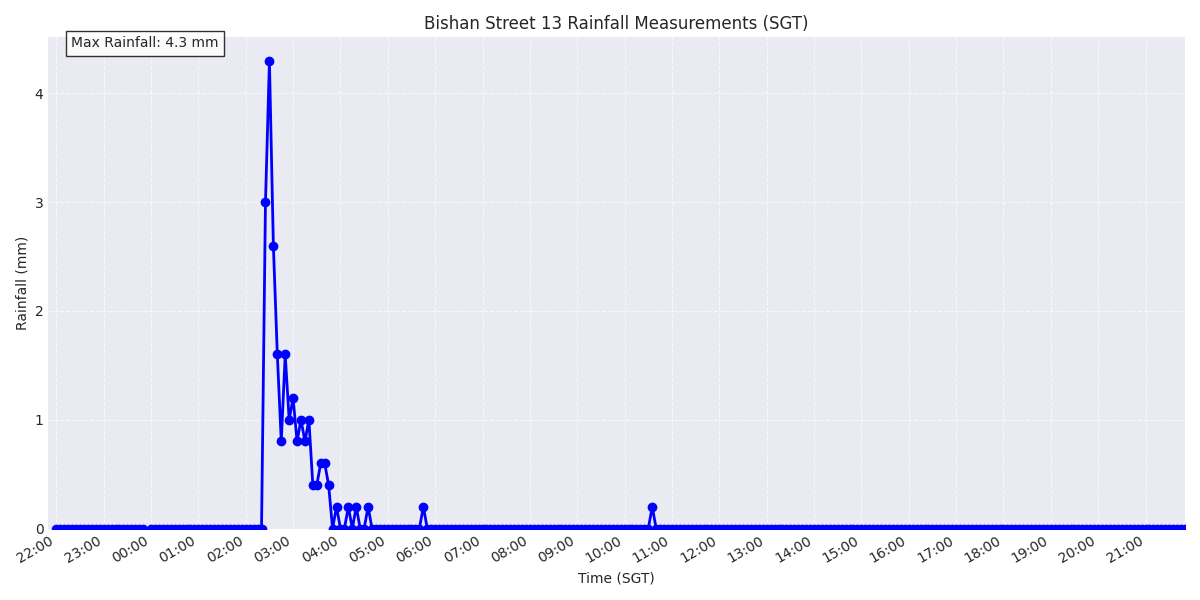 Bishan Street 13 Rainfall Measurements (SGT)
Max Rainfall: 4.3 mm
Rainfall (mm)
4
3
2
1
0
22:00 23:00 00:00 01:00 02:00 03:00 04:00 05:00 06:00 07:00 08:00 09:00 10:00 11:00 12:00 13:00 14:00 15:00 16:00 17:00 18:00 19:00 20:00 21:00
Time (SGT)